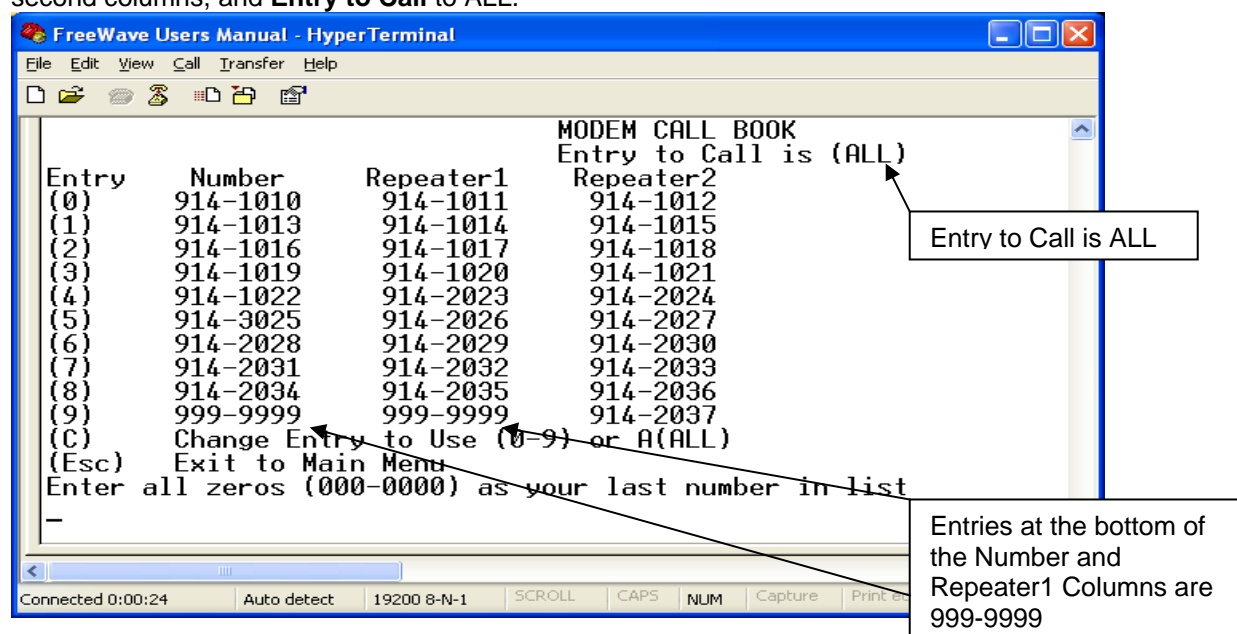 second columns, and Entry to Call to ALL.
FreeWave Users Manual - HyperTerminal
File Edit View Call Transfer Help
MODEM CALL BOOK
Entry to Call is (ALL)
Entry Number Repeater1 Repeater2
(0) 914-1010 914-1011 914-1012
(1) 914-1013 914-1014 914-1015
(2) 914-1016 914-1017 914-1018
(3) 914-1019 914-1020 914-1021
(4) 914-1022 914-2023 914-2024
(5) 914-3025 914-2026 914-2027
(6) 914-2028 914-2029 914-2030
(7) 914-2031 914-2032 914-2033
(8) 914-2034 914-2035 914-2036
(9) 999-9999 999-9999 914-2037
(C) Change Entry to Use (0-9) or A(ALL)
(Esc) Exit to Main Menu
Enter all zeros (000-0000) as your last number in list
Entry to Call is ALL
Entries at the bottom of
the Number and
Repeater1 Columns are
999-9999
Connected 0:00:24 Auto detect 19200 8-N-1 SCROLL CAPS NUM Capture Print